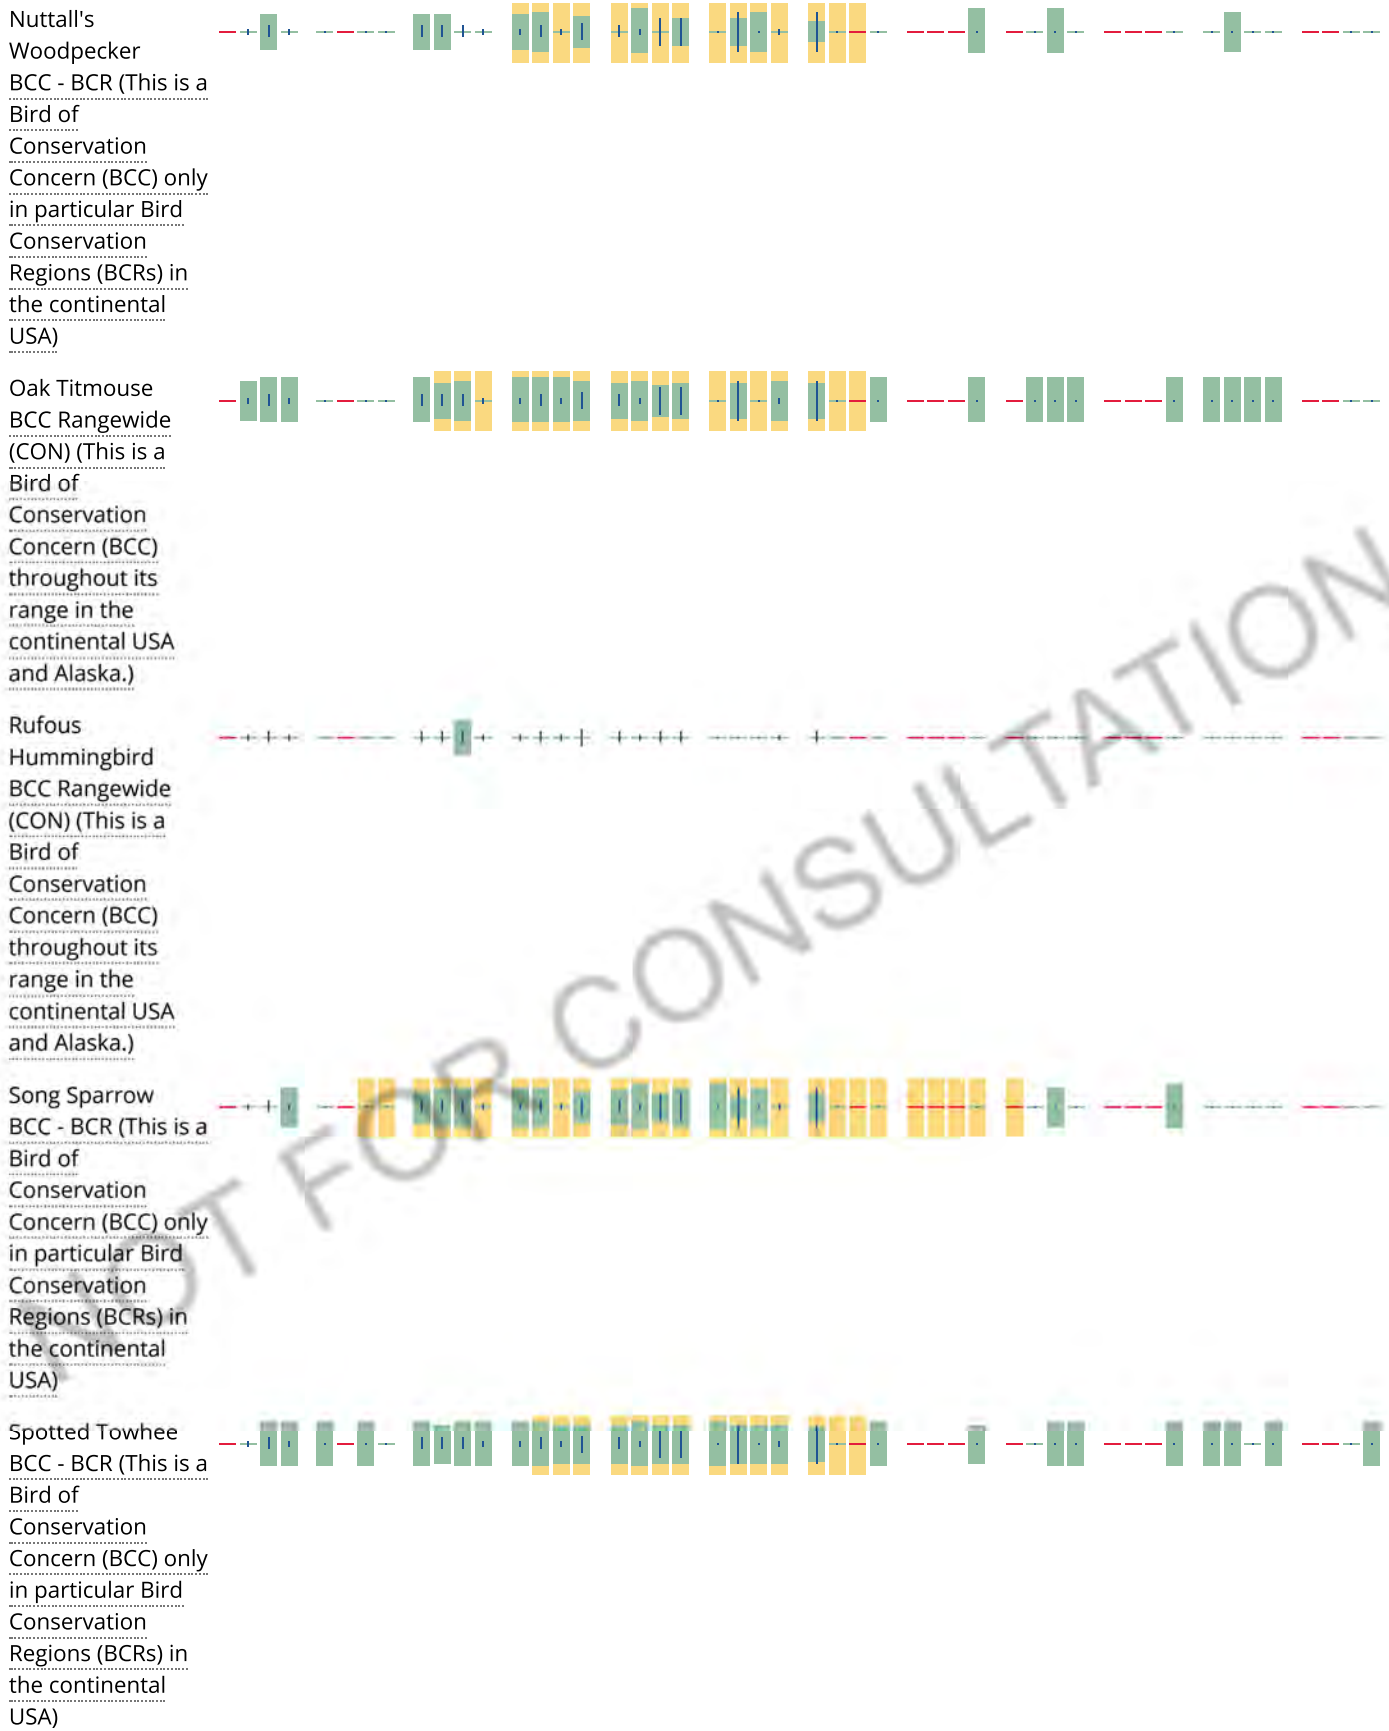 Nuttall's
Woodpecker
BCC - BCR (This is a
Bird of
Conservation
Concern (BCC) only
in particular Bird
Conservation
Regions (BCRs) in
the continental
USA)
Oak Titmouse
BCC Rangewide
(CON) (This is a
Bird of
Conservation
Concern (BCC)
throughout its
range in the
continental USA
and Alaska.)
Rufous
Hummingbird
BCC Rangewide
(CON) (This is a
Bird of
Conservation
Concern (BCC)
throughout its
range in the
continental USA
and Alaska.)
Song Sparrow
BCC - BCR (This is a
Bird of
Conservation
Concern (BCC) only
in particular Bird
Conservation
Regions (BCRs) in
the continental
USA)
Spotted Towhee
BCC - BCR (This is a
Bird of
Conservation
Concern (BCC) only
in particular Bird
Conservation
Regions (BCRs) in
the continental
USA)
NOT FOR CONSULTATION